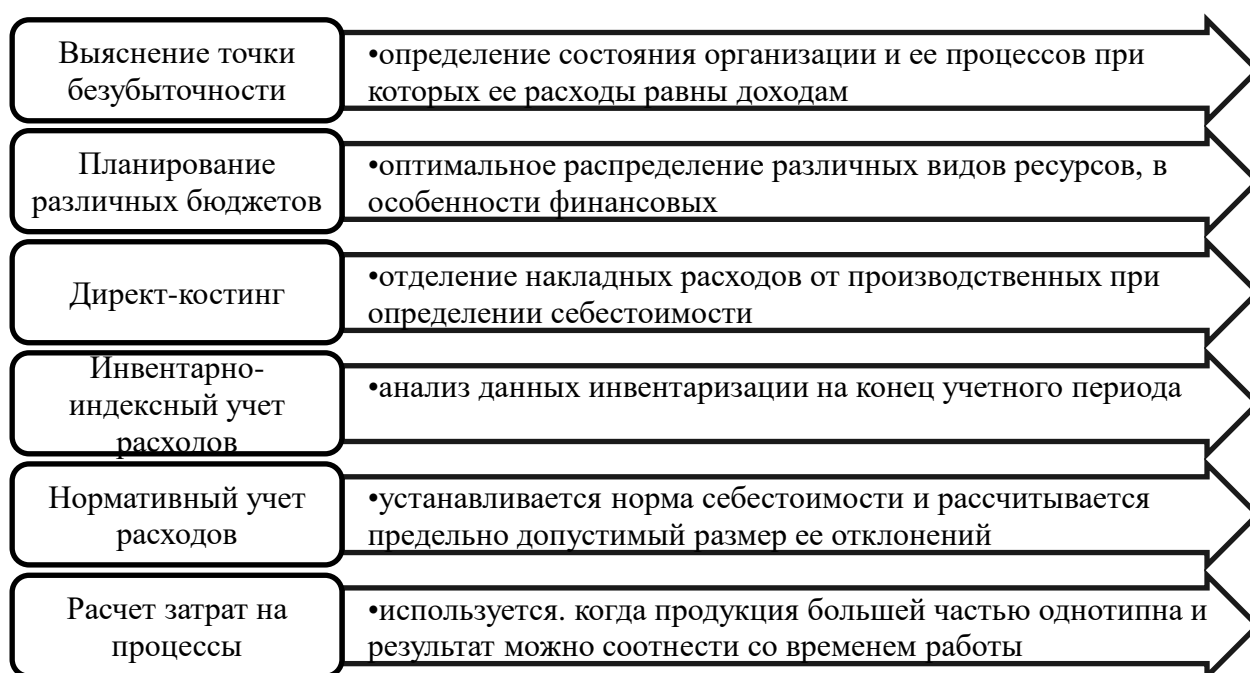 Выяснение точки
безубыточности
•определение состояния организации и ее процессов при
которых ее расходы равны доходам
Планирование
различных бюджетов
•оптимальное распределение различных видов ресурсов, в
особенности финансовых
Директ-костинг
•отделение накладных расходов от производственных при
определении себестоимости
Инвентарно-
индексный учет
расходов
•анализ данных инвентаризации на конец учетного периода
Нормативный учет
расходов
•устанавливается норма себестоимости и рассчитывается
предельно допустимый размер ее отклонений
Расчет затрат на
процессы
•используется. когда продукция большей частью однотипна и
результат можно соотнести со временем работы